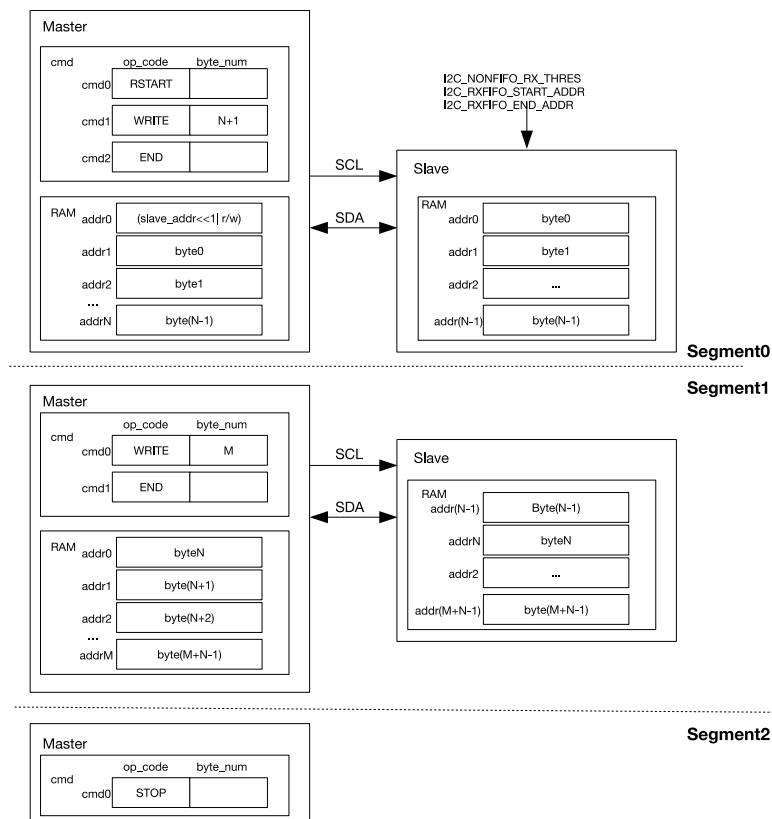 Master
cmd
op_code byte_num
cmd0 RSTART
cmd1 WRITE N+1
cmd2 END
RAM
addr0 (slave_addr<<1| r/w)
addr1 byte0
addr2 byte1
...
addrN byte(N-1)
SCL
SDA
I2C_NONFIFO_RX_THRES
I2C_RXFIFO_START_ADDR
I2C_RXFIFO_END_ADDR
Slave
RAM
addr0 byte0
addr1 byte1
addr2 ...
addr(N-1) byte(N-1)
Segment0
Segment1
Master
op_code byte_num
cmd
cmd0 WRITE M
cmd1 END
RAM
addr0 byteN
addr1 byte(N+1)
addr2 byte(N+2)
...
addrM byte(M+N-1)
SCL
SDA
Slave
RAM
addr(N-1) Byte(N-1)
addrN byteN
addr2 ...
addr(M+N-1) byte(M+N-1)
Segment2
Master
op_code byte_num
cmd
cmd0 STOP